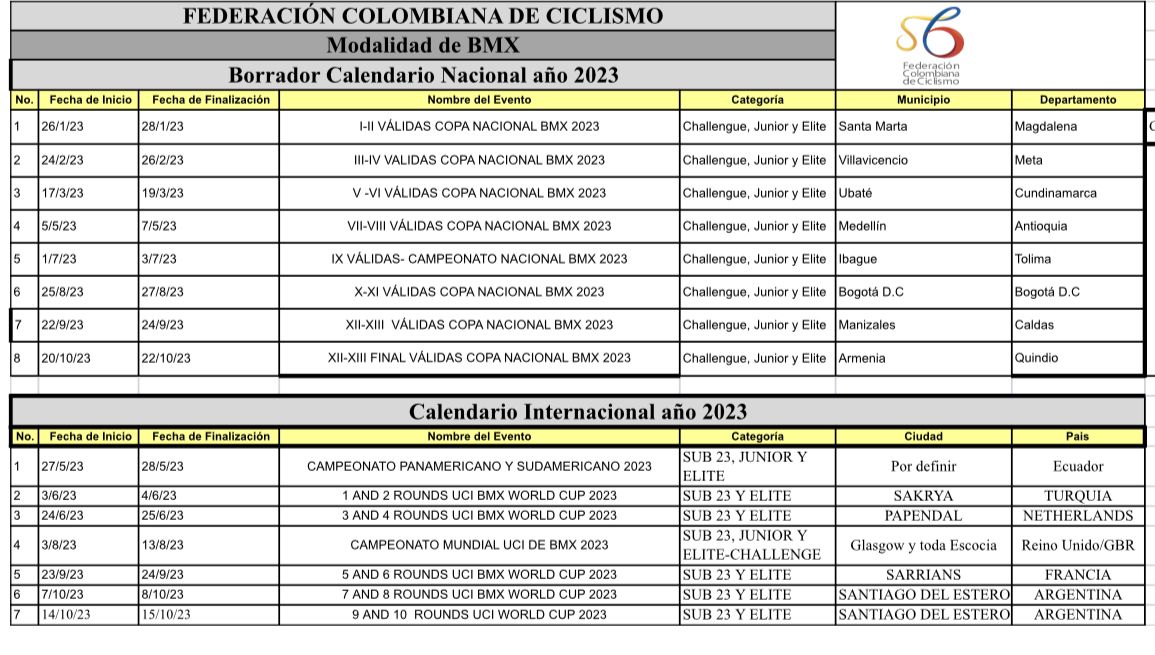 FEDERACIÓN COLOMBIANA DE CICLISMO
Modalidad de BMX
Borrador Calendario Nacional año 2023
Federación
Colombiana
de Ciclismo
No. Fecha de Inicio Fecha de Finalización Nombre del Evento Categoría Municipio Departamento
1 26/1/23 28/1/23 I-II VÁLIDAS COPA NACIONAL BMX 2023 Challengue, Junior y Elite Santa Marta Magdalena
2 24/2/23 26/2/23 III-IV VALIDAS COPA NACIONAL BMX 2023 Challengue, Junior y Elite Villavicencio Meta
3 17/3/23 19/3/23 V -VI VÁLIDAS COPA NACIONAL BMX 2023 Challengue, Junior y Elite Ubaté Cundinamarca
4 5/5/23 7/5/23 VII-VIII VÁLIDAS COPA NACIONAL BMX 2023 Challengue, Junior y Elite Medellín Antioquia
5 1/7/23 3/7/23 IX VÁLIDAS- CAMPEONATO NACIONAL BMX 2023 Challengue, Junior y Elite Ibague Tolima
6 25/8/23 27/8/23 X-XI VÁLIDAS COPA NACIONAL BMX 2023 Challengue, Junior y Elite Bogotá D.C Bogotá D.C
7 22/9/23 24/9/23 XII-XIII VÁLIDAS COPA NACIONAL BMX 2023 Challengue, Junior y Elite Manizales Caldas
8 20/10/23 22/10/23 XII-XIII FINAL VÁLIDAS COPA NACIONAL BMX 2023 Challengue, Junior y Elite Armenia Quindio
Calendario Internacional año 2023
No. Fecha de Inicio Fecha de Finalización Nombre del Evento Categoría Ciudad Pais
1 27/5/23 28/5/23 CAMPEONATO PANAMERICANO Y SUDAMERICANO 2023 SUB 23, JUNIOR Y
ELITE Por definir Ecuador
2 3/6/23 4/6/23 1 AND 2 ROUNDS UCI BMX WORLD CUP 2023 SUB 23 Y ELITE SAKRYA TURQUIA
3 24/6/23 25/6/23 3 AND 4 ROUNDS UCI BMX WORLD CUP 2023 SUB 23 Y ELITE PAPENDAL NETHERLANDS
4 3/8/23 13/8/23 CAMPEONATO MUNDIAL UCI DE BMX 2023 SUB 23, JUNIOR Y
ELITE-CHALLENGE Glasgow y toda Escocia Reino Unido/GBR
5 23/9/23 24/9/23 5 AND 6 ROUNDS UCI BMX WORLD CUP 2023 SUB 23 Y ELITE SARRIANS FRANCIA
6 7/10/23 8/10/23 7 AND 8 ROUNDS UCI BMX WORLD CUP 2023 SUB 23 Y ELITE SANTIAGO DEL ESTERO ARGENTINA
7 14/10/23 15/10/23 9 AND 10 ROUNDS UCI WORLD CUP 2023 SUB 23 Y ELITE SANTIAGO DEL ESTERO ARGENTINA